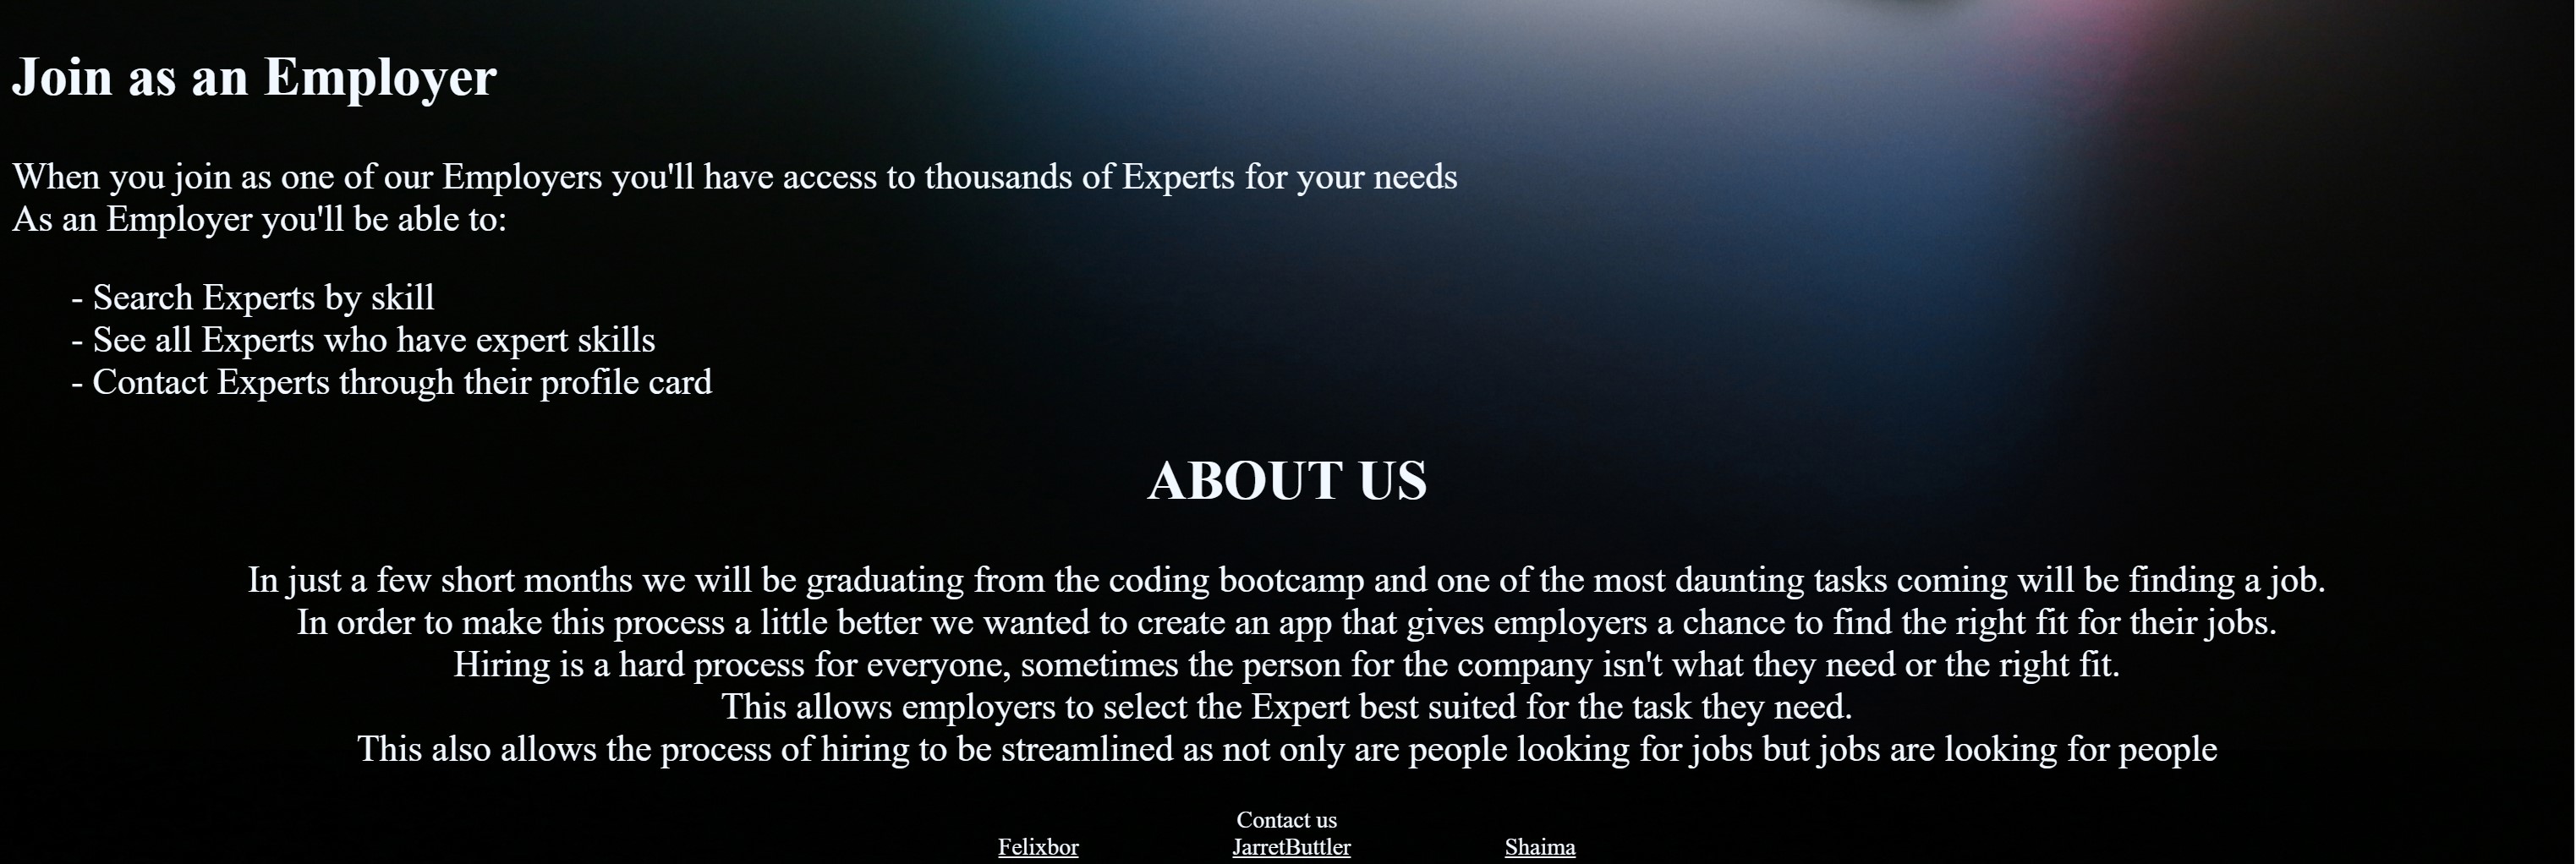 Join as an Employer
When you join as one of our Employers you'll have access to thousands of Experts for your needs
As an Employer you'll be able to:
- Search Experts by skill
- See all Experts who have expert skills
- Contact Experts through their profile card
ABOUT US
In just a few short months we will be graduating from the coding bootcamp and one of the most daunting tasks coming will be finding a job.
In order to make this process a little better we wanted to create an app that gives employers a chance to find the right fit for their jobs.
Hiring is a hard process for everyone, sometimes the person for the company isn't what they need or the right fit.
This allows employers to select the Expert best suited for the task they need.
This also allows the process of hiring to be streamlined as not only are people looking for jobs but jobs are looking for people
Contact us
Felixbor JarretButtler Shaima